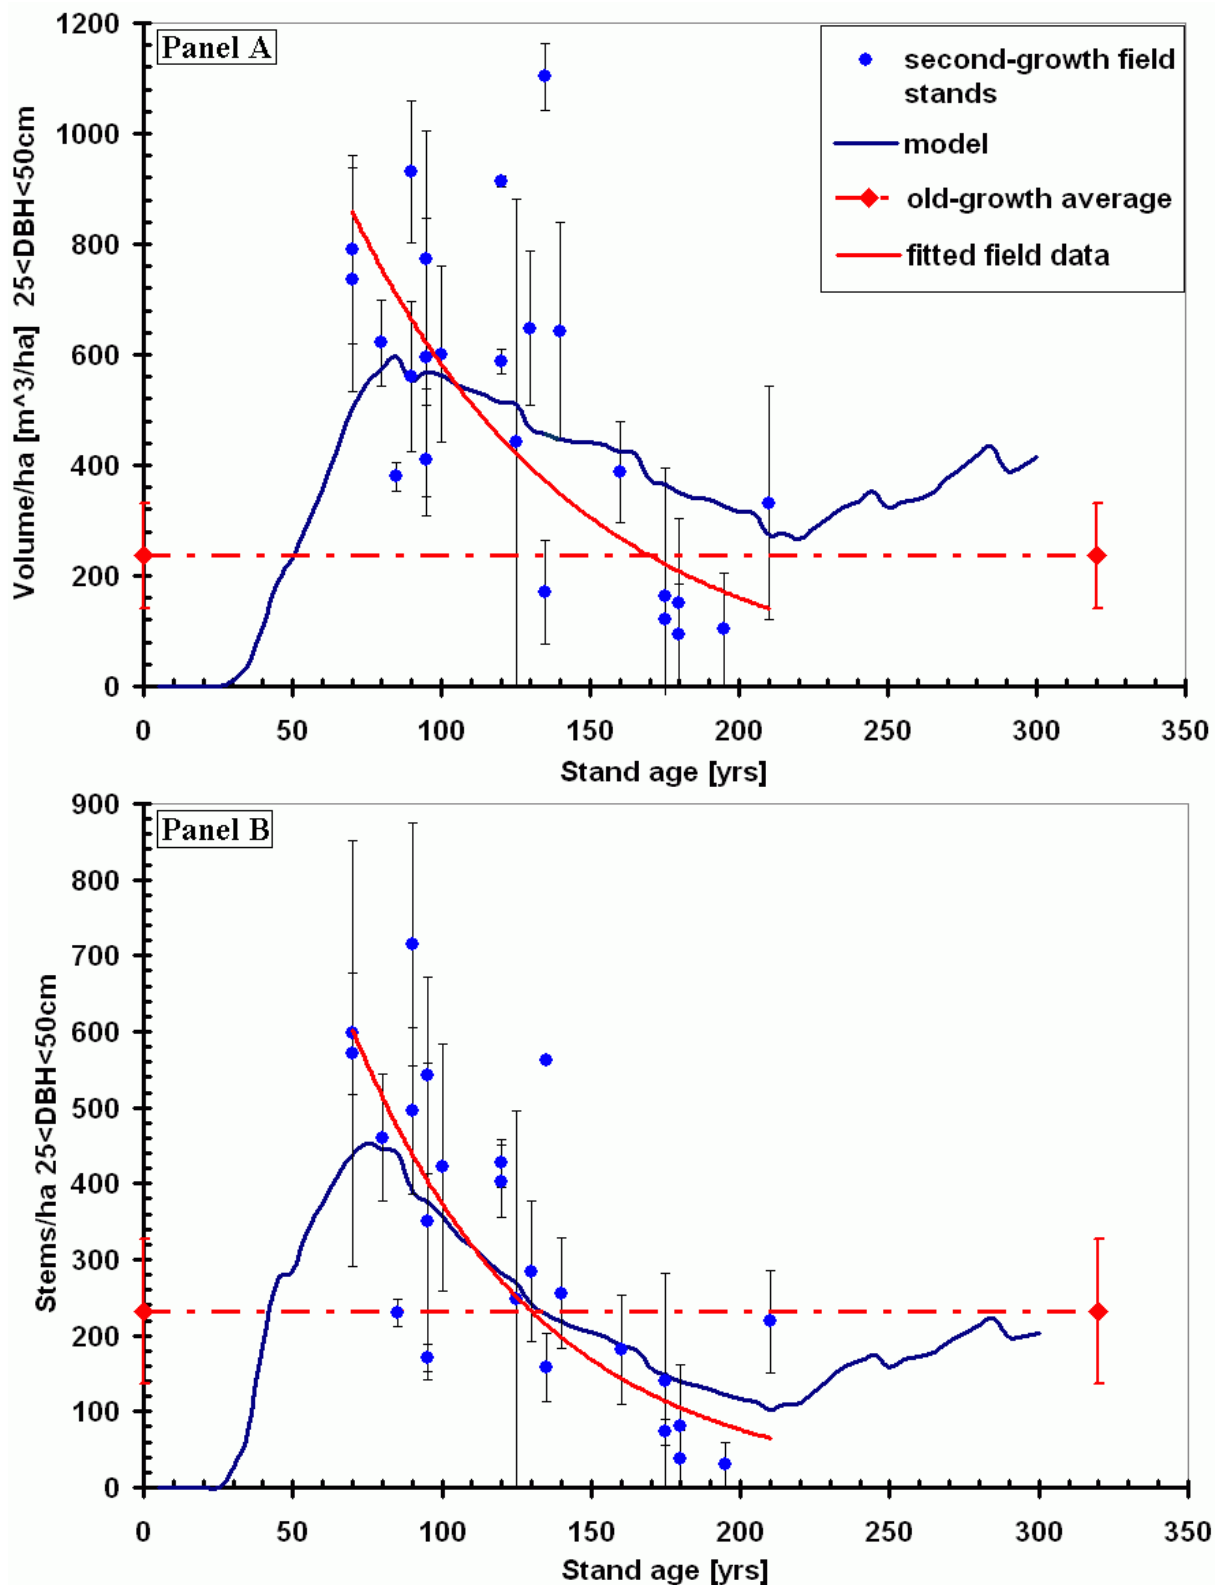 Panel A
1200
1000
800
600
400
200
0
Volume/ha [m^3/ha] 25<DBH<50cm
second-growth field
stands
model
old-growth average
fitted field data
0 50 100 150 200 250 300 350
Stand age [yrs]
Panel B
900
800
700
600
500
400
300
200
100
0
Stems/ha 25<DBH<50cm
0 50 100 150 200 250 300 350
Stand age [yrs]